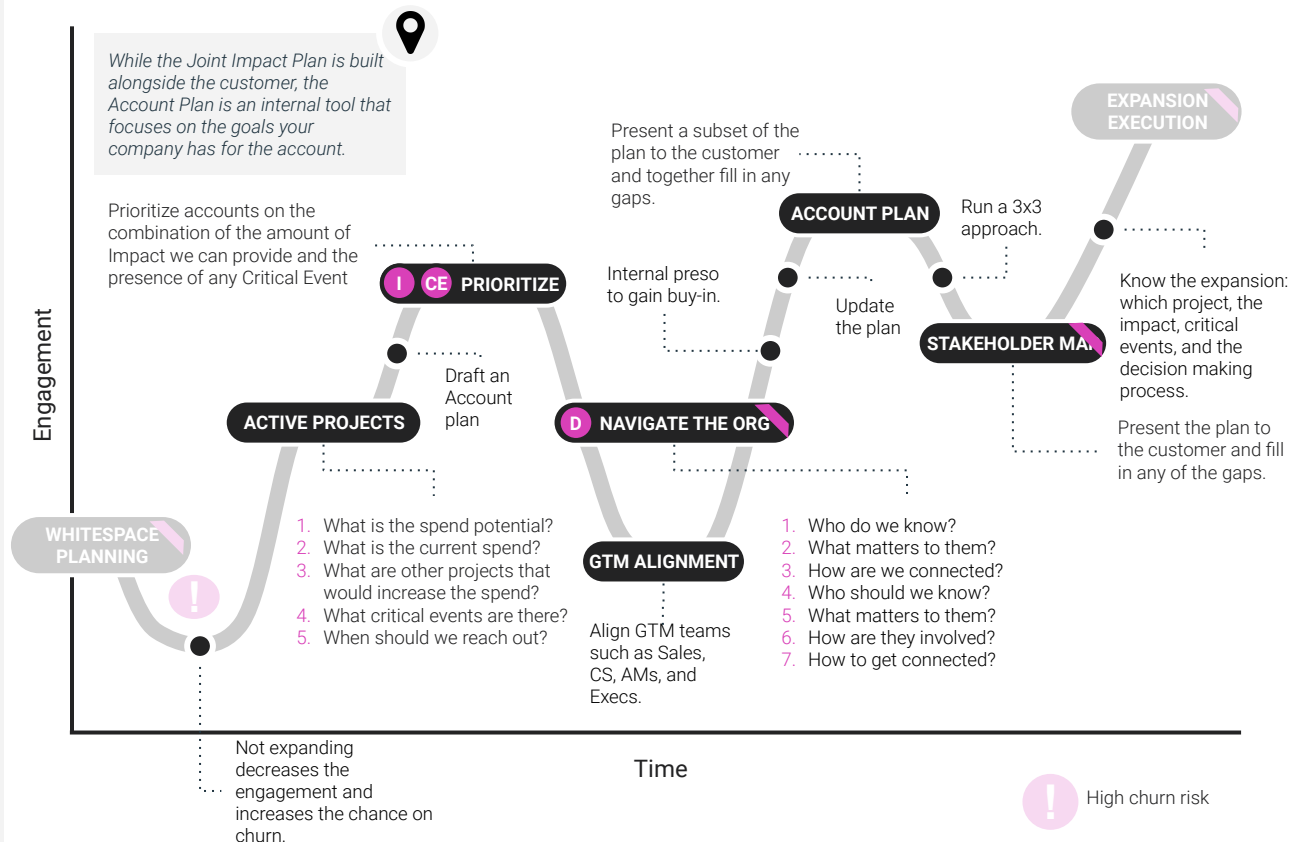 While the Joint Impact Plan is built
alongside the customer, the
Account Plan is an internal tool that
focuses on the goals your
company has for the account.
EXPANSION
EXECUTION
Present a subset of the
plan to the customer
and together fill in any
gaps.
Prioritize accounts on the
combination of the amount of
Impact we can provide and the
presence of any Critical Event
ACCOUNT PLAN
Run a 3x3
approach.
I CE PRIORITIZE
Internal preso
to gain buy-in.
Update
the plan
Know the expansion:
which project, the
impact, critical
events, and the
decision making
process.
STAKEHOLDER
Draft an
Account
plan
ACTIVE PROJECTS
D NAVIGATE THE ORG
Present the plan to
the customer and fill
in any of the gaps.
Engagement
WHITESPACE
PLANNING
!
1. What is the spend potential?
2. What is the current spend?
3. What are other projects that
would increase the spend?
4. What critical events are there?
5. When should we reach out?
GTM ALIGNMENT
Align GTM teams
such as Sales,
CS, AMs, and
Execs.
1. Who do we know?
2. What matters to them?
3. How are we connected?
4. Who should we know?
5. What matters to them?
6. How are they involved?
7. How to get connected?
Not expanding
decreases the
engagement and
increases the chance on
churn.
Time
! High churn risk